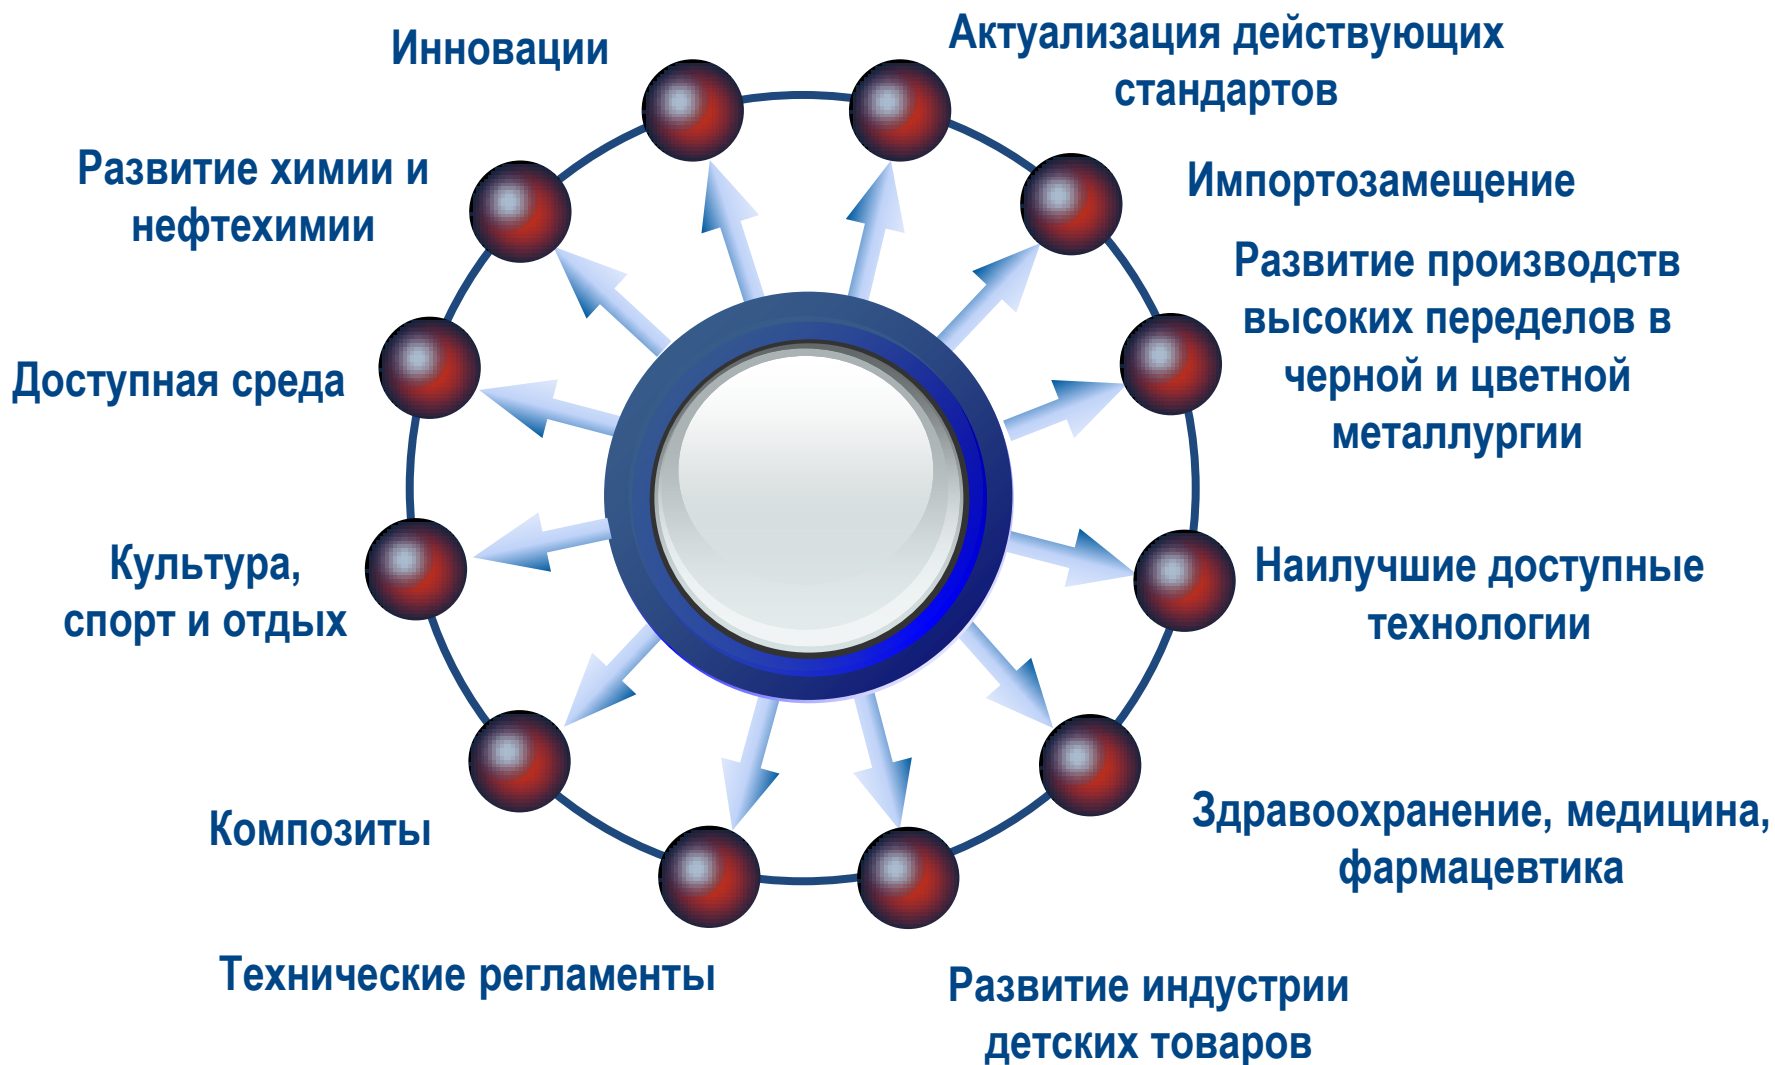 Инновации
Актуализация действующих
стандартов
Развитие химии и
нефтехимии
Импортозамещение
Развитие производств
высоких переделов в
черной и цветной
металлургии
Доступная среда
Культура,
спорт и отдых
Наилучшие доступные
технологии
Композиты
Здравоохранение, медицина,
фармацевтика
Технические регламенты
Развитие индустрии
детских товаров